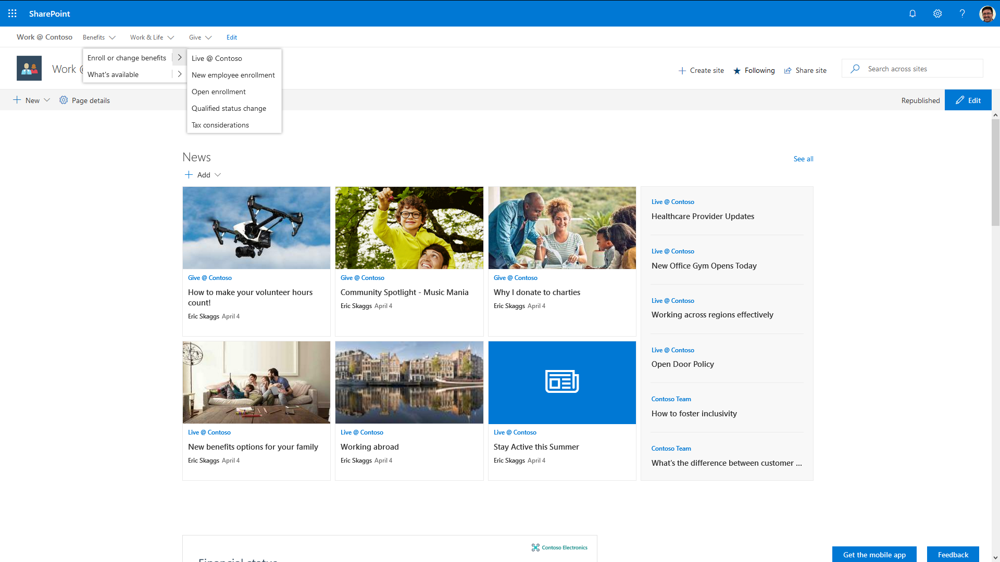 SharePoint
Work @ Contoso
Benefits
Work & Life
Give
Edit
Enroll or change benefits
What's available
Live @ Contoso
New employee enrollment
Open enrollment
Qualified status change
Tax considerations
Work @
Create site
Following
Share site
Search across sites
New
Page details
Republished
Edit
News
See all
Add
Give @ Contoso
How to make your volunteer hours
count!
Eric Skaggs April 4
Give @ Contoso
Community Spotlight - Music Mania
Eric Skaggs April 4
Give @ Contoso
Why I donate to charties
Eric Skaggs April 4
Live @ Contoso
New benefits options for your family
Eric Skaggs April 4
Live @ Contoso
Working abroad
Eric Skaggs April 4
Live @ Contoso
Stay Active this Summer
Eric Skaggs April 4
Live @ Contoso
Healthcare Provider Updates
Live @ Contoso
New Office Gym Opens Today
Live @ Contoso
Working across regions effectively
Live @ Contoso
Open Door Policy
Contoso Team
How to foster inclusivity
Contoso Team
What's the difference between customer ...
Contoso Electronics
Financial status
Get the mobile app
Feedback